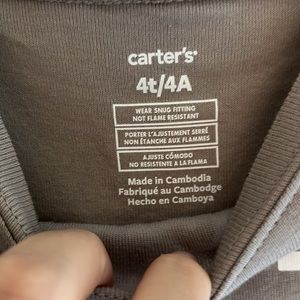 carter's®
4t/4A
WEAR SNUG FITTING
NOT FLAME RESISTANT
PORTER L'AJUSTEMENT SERRÉ
NON ÉTANCHE AUX FLAMMES
AJUSTE CÓMODO
NO RESISTENTE A LA FLAMA
Made in Cambodia
Fabriqué au Cambodge
Hecho en Camboya